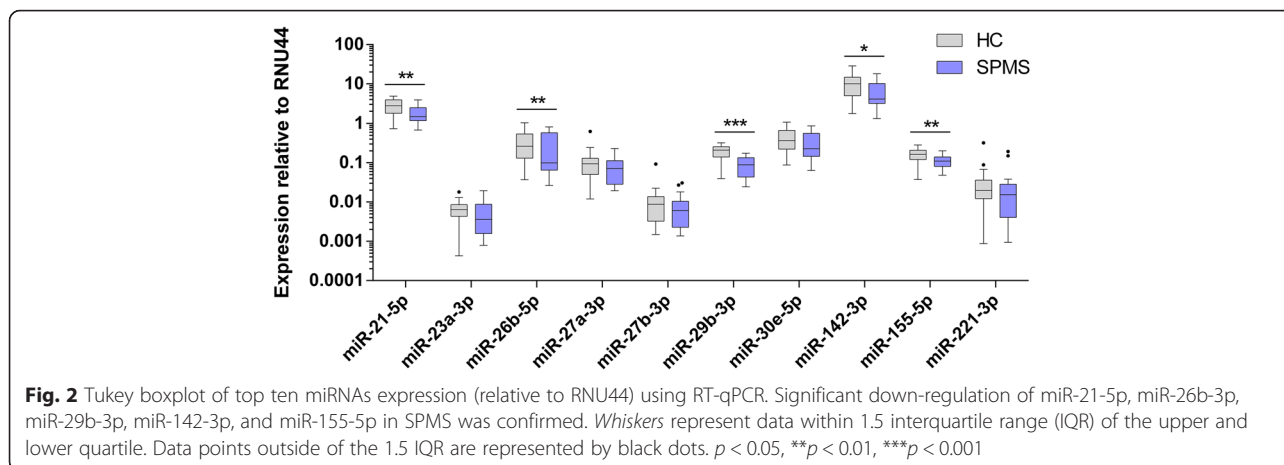 Expression relative to RNU44
100
10
1
0.1
0.01
0.001
0.0001
**
**
***
*
**
HC
SPMS
miR-21-5p
miR-23a-3p
miR-26b-5p
miR-27a-3p
miR-27b-3p
miR-29b-3p
miR-30e-5p
miR-142-3p
miR-155-5p
miR-221-3p
Fig. 2 Tukey boxplot of top ten miRNAs expression (relative to RNU44) using RT-qPCR. Significant down-regulation of miR-21-5p, miR-26b-3p,
miR-29b-3p, miR-142-3p, and miR-155-5p in SPMS was confirmed. Whiskers represent data within 1.5 interquartile range (IQR) of the upper and
lower quartile. Data points outside of the 1.5 IQR are represented by black dots. p < 0.05, **p < 0.01, ***p < 0.001